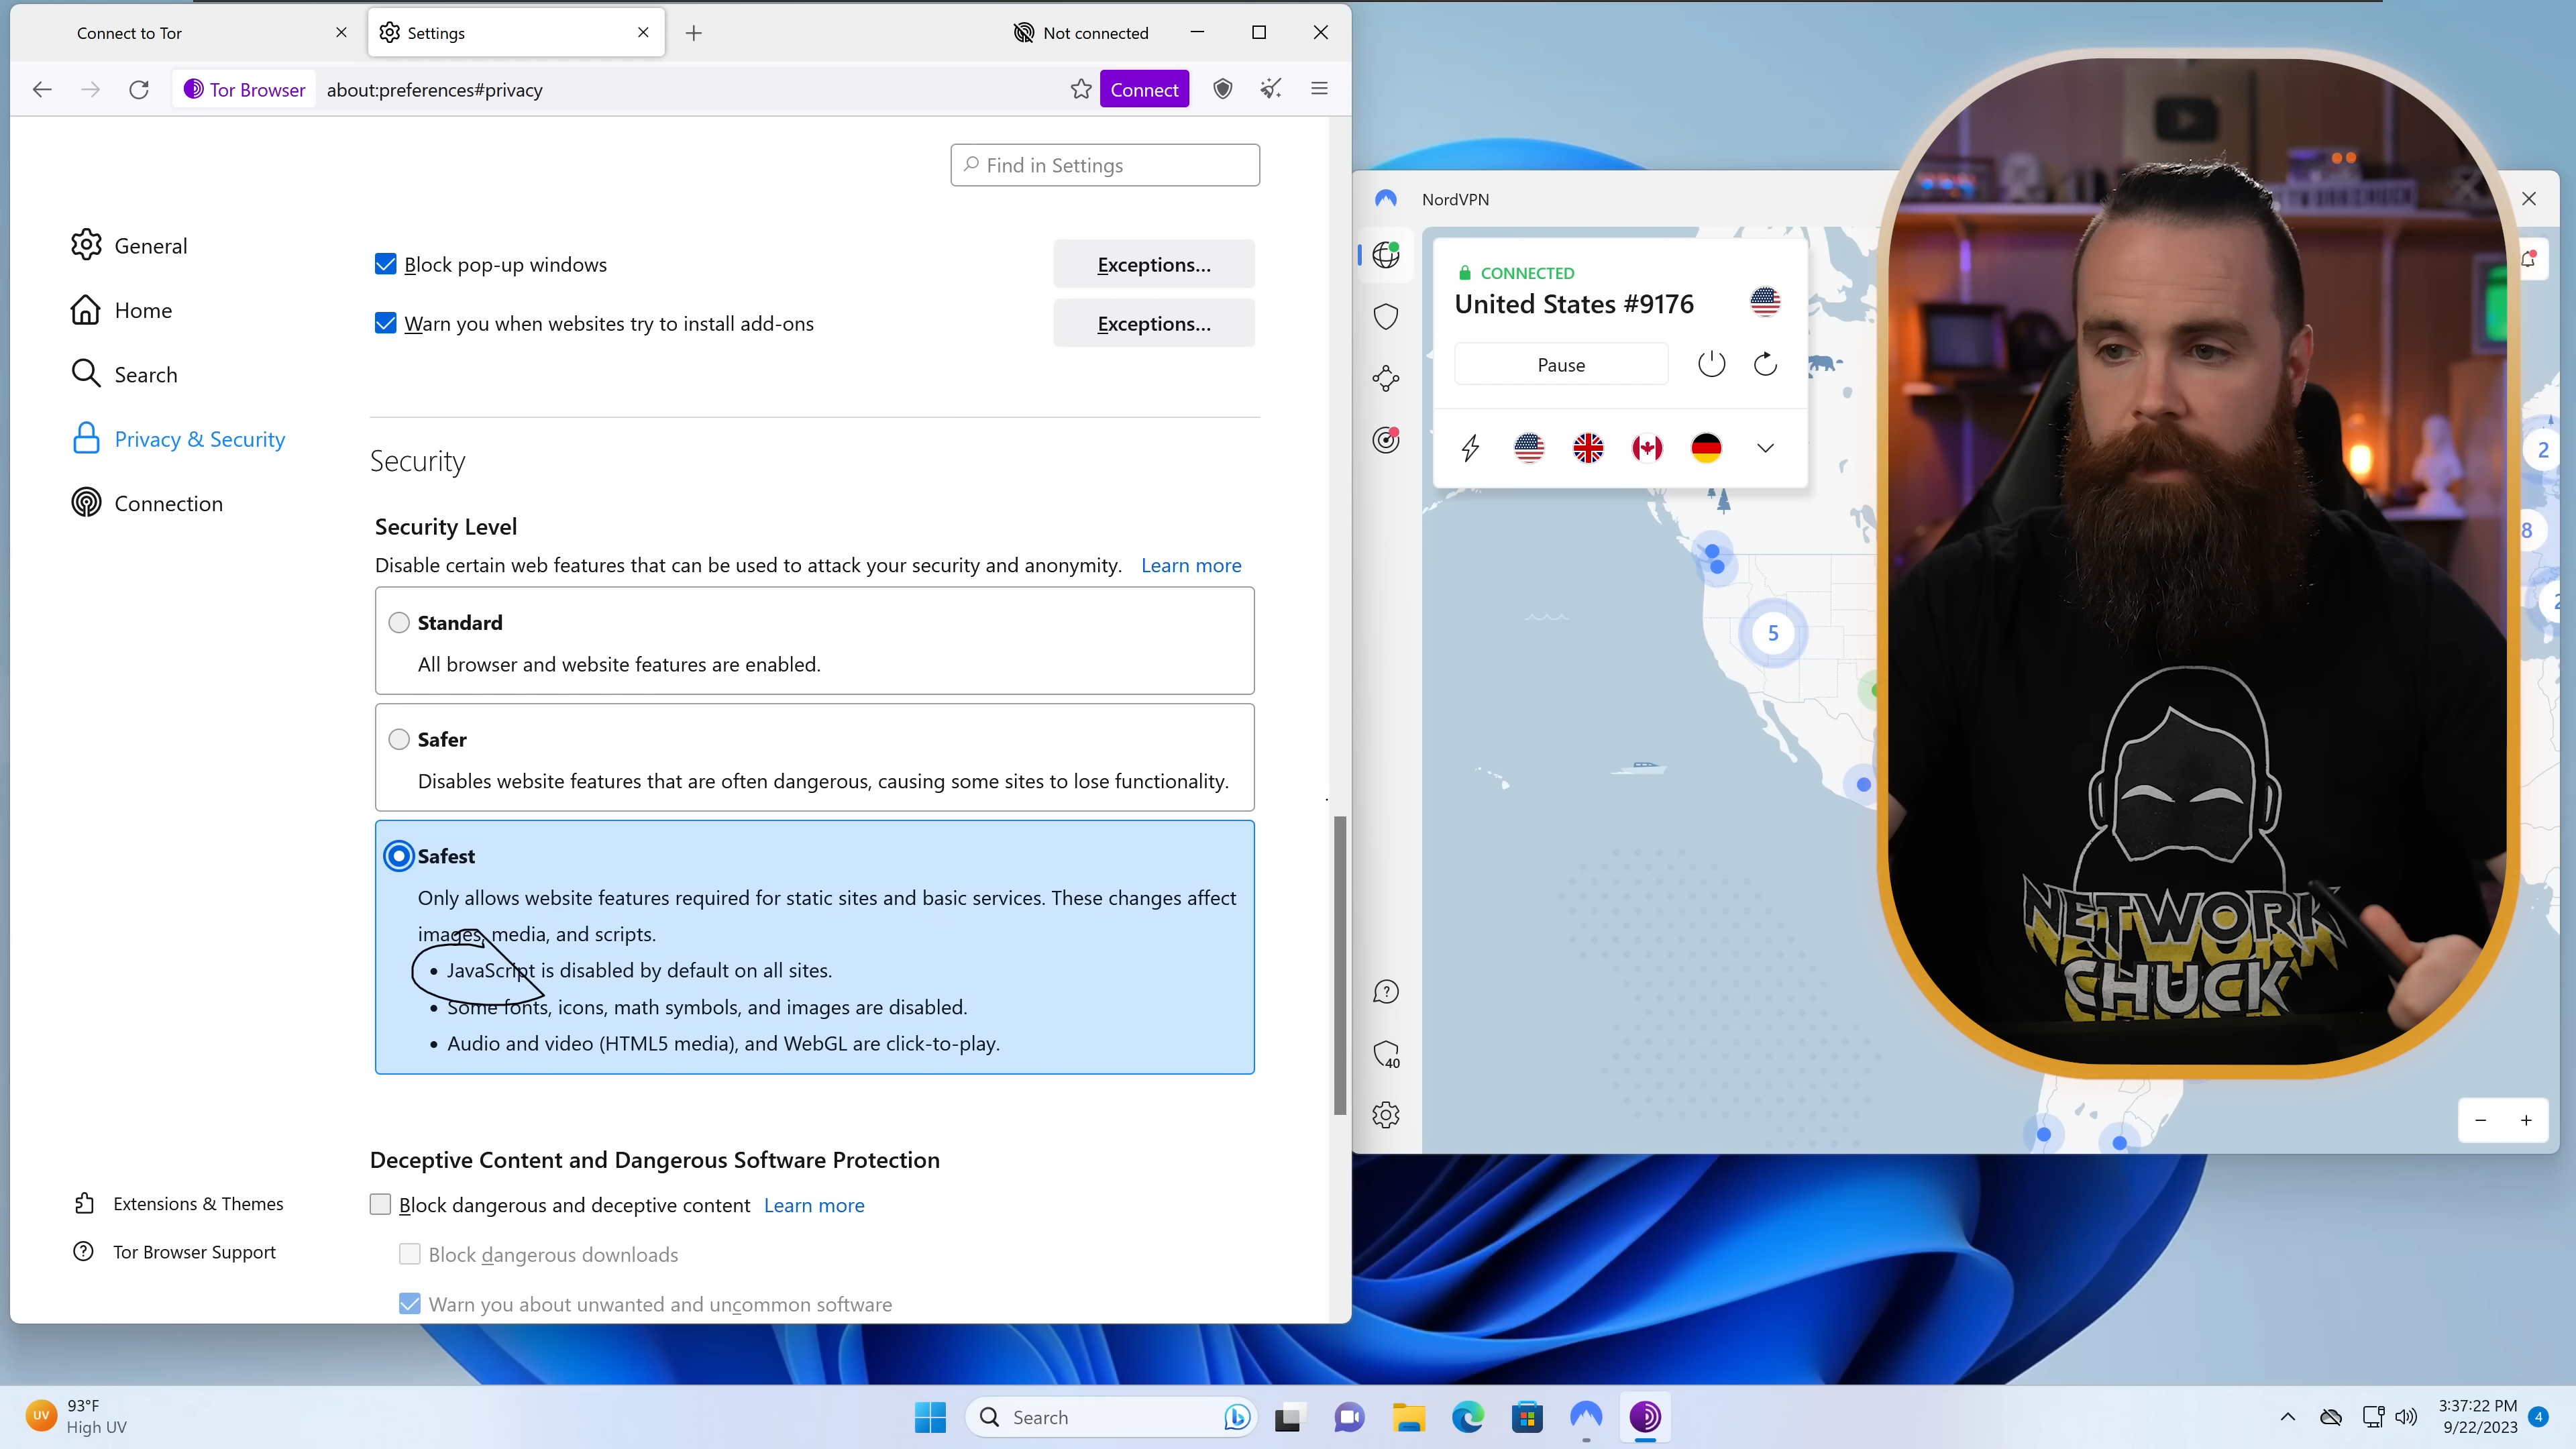 Connect to Tor
Settings
Not connected
Tor Browser
about:preferences#privacy
Connect
Find in Settings
General
Home
Search
Privacy & Security
Connection
Extensions & Themes
Tor Browser Support
Block pop-up windows
Exceptions...
Warn you when websites try to install add-ons
Exceptions...
Security
Security Level
Disable certain web features that can be used to attack your security and anonymity. Learn more
Standard
All browser and website features are enabled.
Safer
Disables website features that are often dangerous, causing some sites to lose functionality.
Safest
Only allows website features required for static sites and basic services. These changes affect
images, media, and scripts.
JavaScript is disabled by default on all sites.
Some fonts, icons, math symbols, and images are disabled.
Audio and video (HTML5 media), and WebGL are click-to-play.
Deceptive Content and Dangerous Software Protection
Block dangerous and deceptive content Learn more
Block dangerous downloads
Warn you about unwanted and uncommon software
NordVPN
CONNECTED
United States #9176
Pause
5
2
8
2
40
NETWORK
CHUCK
UV
93°F
High UV
Search
3:37:22 PM
9/22/2023
4